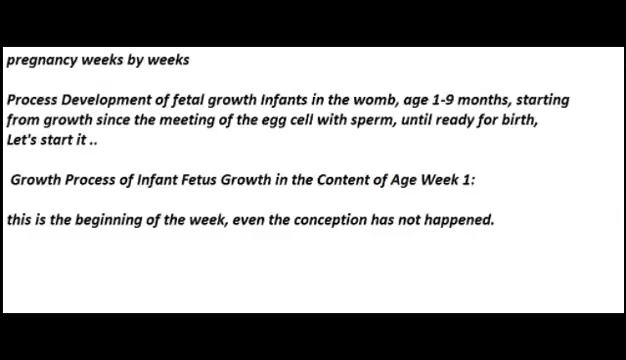 pregnancy weeks by weeks
Process Development of fetal growth Infants in the womb, age 1-9 months, starting
from growth since the meeting of the egg cell with sperm, until ready for birth,
Let's start it ..
Growth Process of Infant Fetus Growth in the Content of Age Week 1:
this is the beginning of the week, even the conception has not happened.